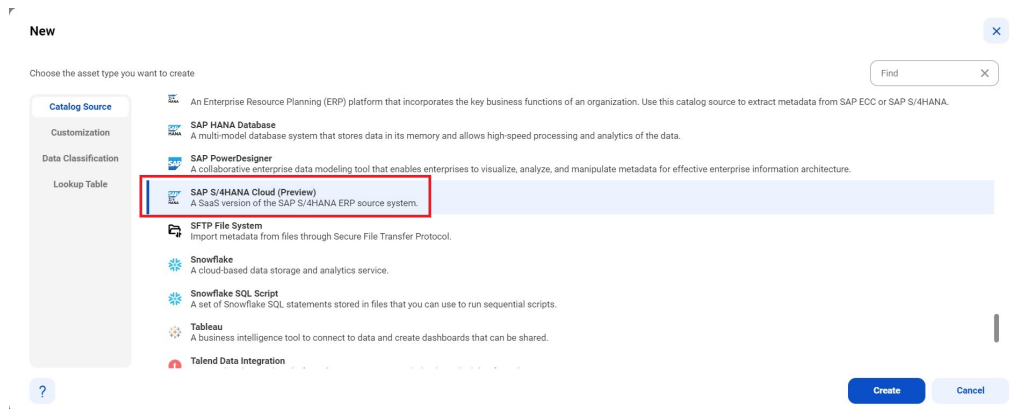 New
Choose the asset type you want to create
Find
Catalog Source
Customization
Data Classification
Lookup Table
An Enterprise Resource Planning (ERP) platform that incorporates the key business functions of an organization. Use this catalog source to extract metadata from SAP ECC or SAP S/4HANA.
SAP HANA Database
A multi-model database system that stores data in its memory and allows high-speed processing and analytics of the data.
SAP PowerDesigner
A collaborative enterprise data modeling tool that enables enterprises to visualize, analyze, and manipulate metadata for effective enterprise information architecture.
SAP S/4HANA Cloud (Preview)
A SaaS version of the SAP S/4HANA ERP source system.
SFTP File System
Import metadata from files through Secure File Transfer Protocol.
Snowflake
A cloud-based data storage and analytics service.
Snowflake SQL Script
A set of Snowflake SQL statements stored in files that you can use to run sequential scripts.
Tableau
A business intelligence tool to connect to data and create dashboards that can be shared.
Talend Data Integration
?
Create
Cancel